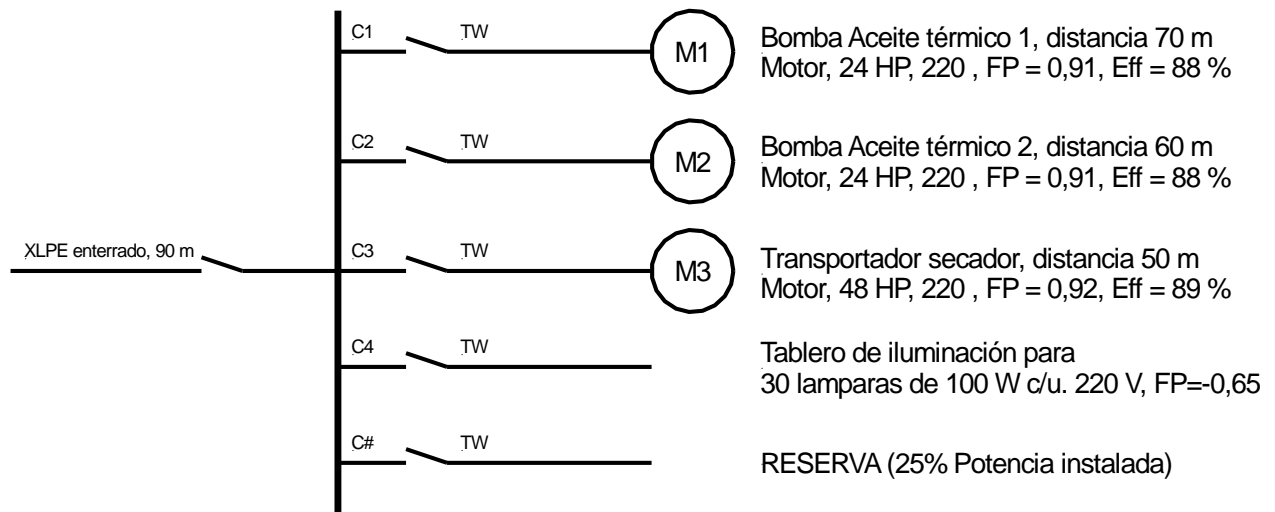 C1 TW
M1
Bomba Aceite térmico 1, distancia 70 m
Motor, 24 HP, 220 , FP = 0,91, Eff = 88 %
C2 TW
M2
Bomba Aceite térmico 2, distancia 60 m
Motor, 24 HP, 220 , FP = 0,91, Eff = 88 %
XLPE enterrado, 90 m
C3 TW
M3
Transportador secador, distancia 50 m
Motor, 48 HP, 220 , FP = 0,92, Eff = 89 %
C4 TW
Tablero de iluminación para
30 lamparas de 100 W c/u. 220 V, FP=-0,65
C# TW
RESERVA (25% Potencia instalada)